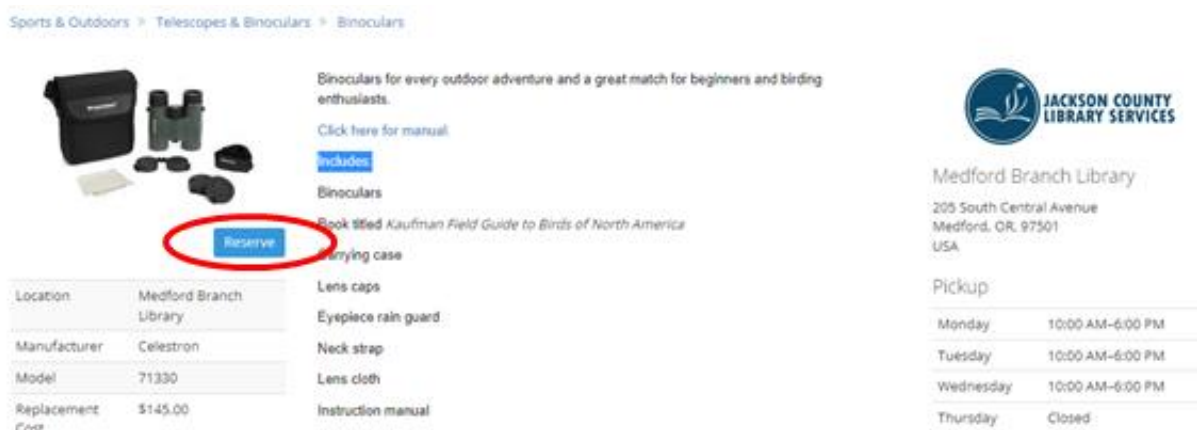 Sports & Outdoors > Telescopes & Binoculars > Binoculars
Binoculars for every outdoor adventure and a great match for beginners and birding
enthusiasts.
Click here for manual.
Includes:
Binoculars
Book titled Kaufman Field Guide to Birds of North America
Carrying case
Lens caps
Eyepiece rain guard
Neck strap
Lens cloth
Instruction manual
Reserve
Location Medford Branch
Library
Manufacturer Celestron
Model 71330
Replacement $145.00
Cost
JACKSON COUNTY
LIBRARY SERVICES
Medford Branch Library
205 South Central Avenue
Medford, OR, 97501
USA
Pickup
Monday 10:00 AM–6:00 PM
Tuesday 10:00 AM–6:00 PM
Wednesday 10:00 AM–6:00 PM
Thursday Closed